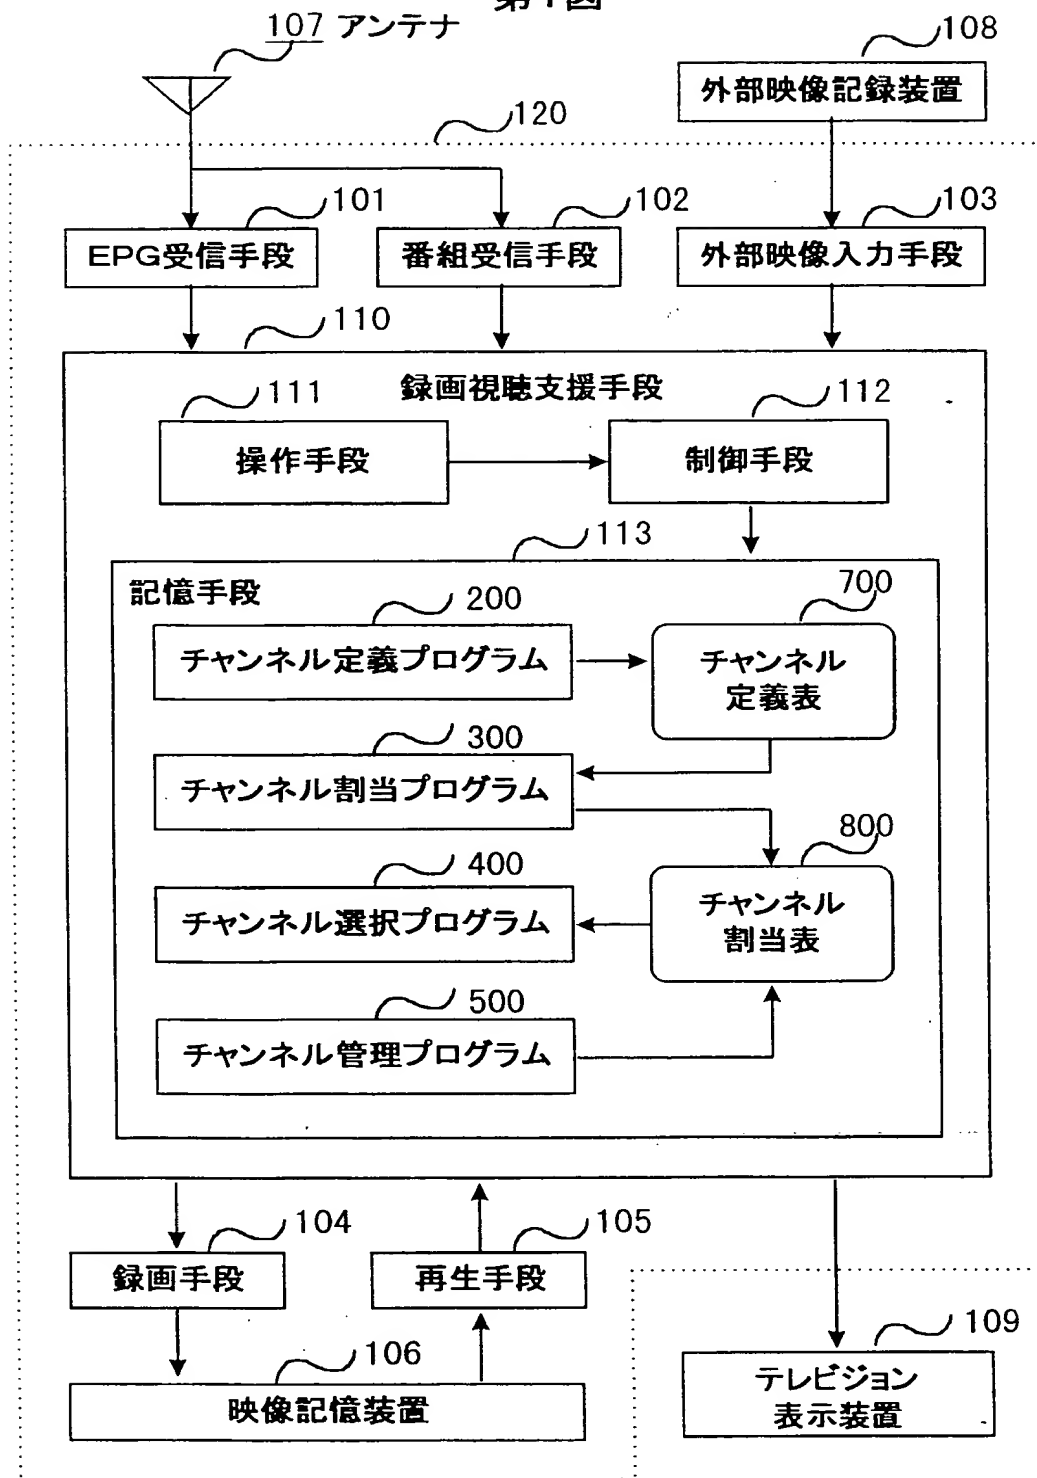 第1図
107 アンテナ
108
外部映像記録装置
120
101
102
103
EPG受信手段
番組受信手段
外部映像入力手段
110
録画視聴支援手段
111
112
操作手段
制御手段
113
記憶手段
200
700
チャンネル定義プログラム
チャンネル
定義表
300
チャンネル割当プログラム
800
400
チャンネル
割当表
チャンネル選択プログラム
500
チャンネル管理プログラム
104
105
録画手段
再生手段
106
109
映像記憶装置
テレビジョン
表示装置